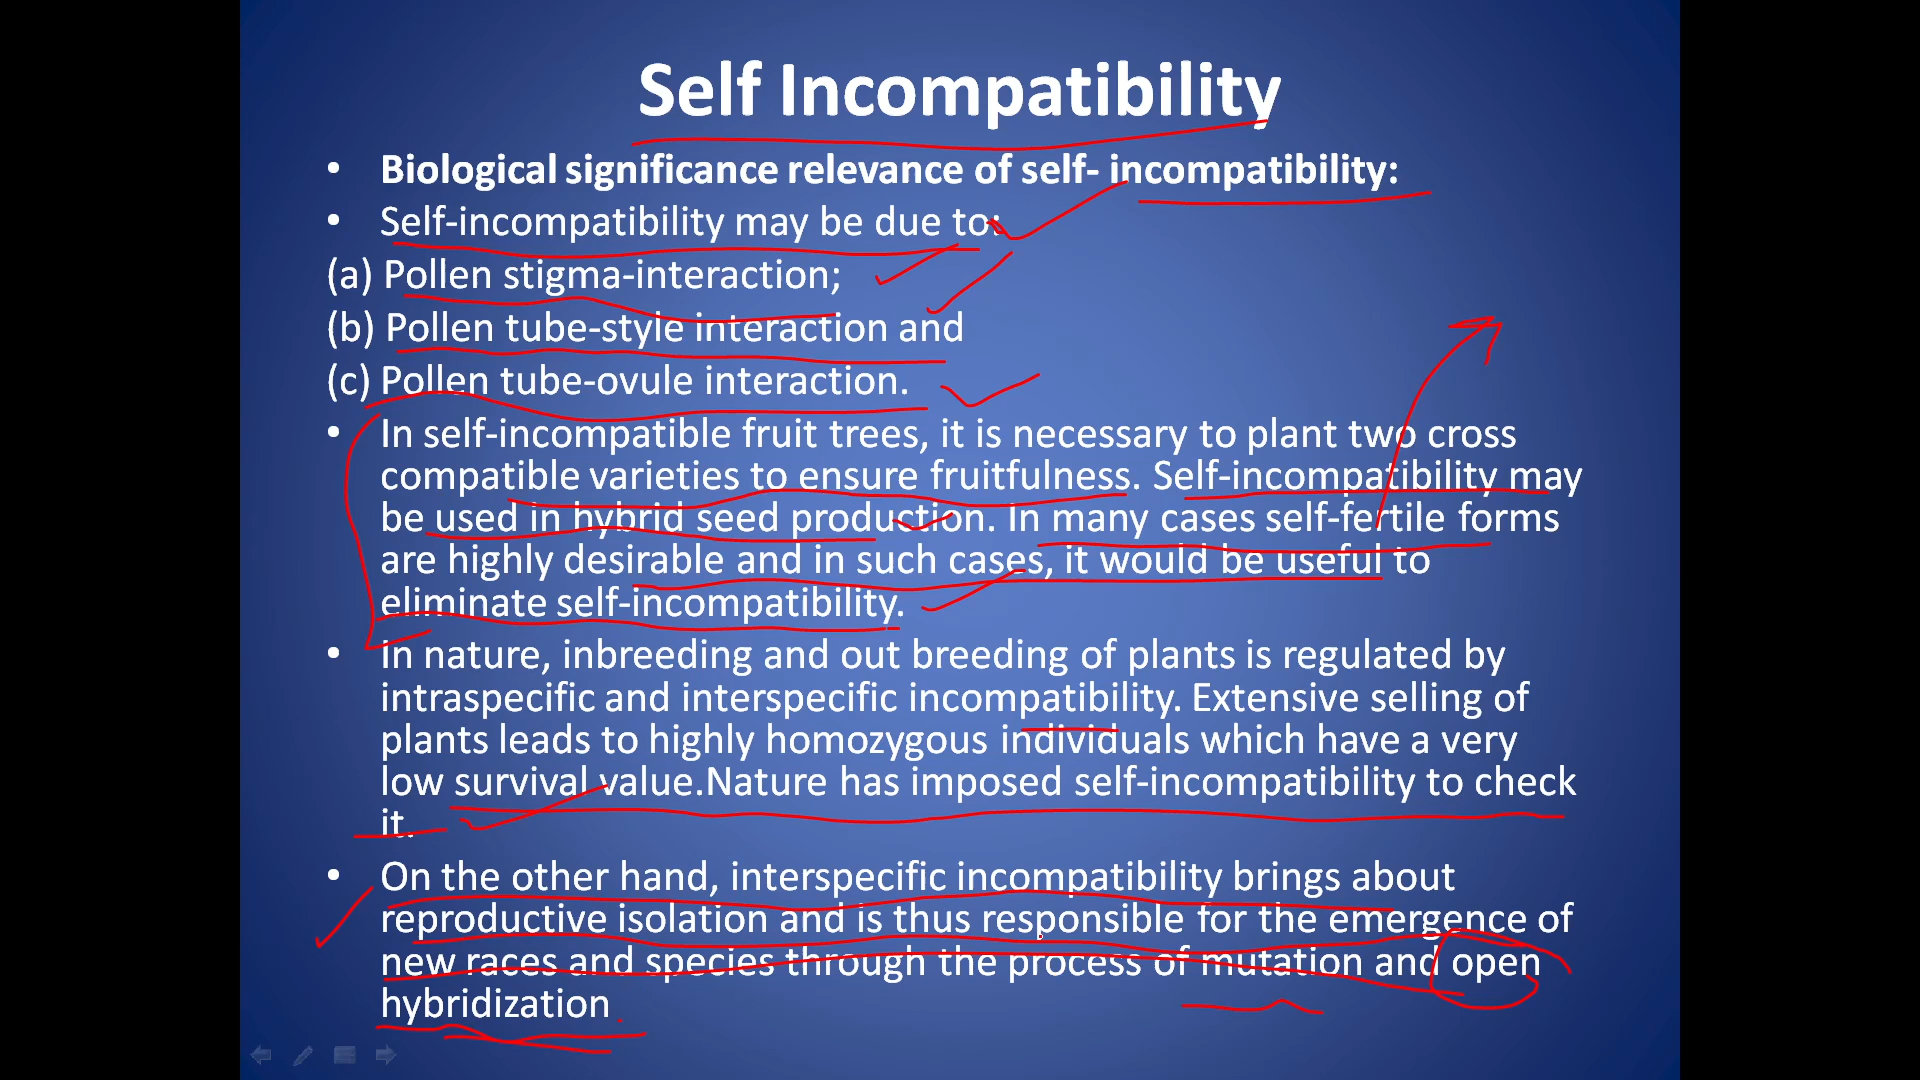 Self Incompatibility
• Biological significance relevance of self- incompatibility:
• Self-incompatibility may be due to:
(a) Pollen stigma-interaction;
(b) Pollen tube-style interaction and
(c) Pollen tube-ovule interaction.
• In self-incompatible fruit trees, it is necessary to plant two cross
compatible varieties to ensure fruitfulness. Self-incompatibility may
be used in hybrid seed production. In many cases self-fertile forms
are highly desirable and in such cases, it would be useful to
eliminate self-incompatibility.
• In nature, inbreeding and out breeding of plants is regulated by
intraspecific and interspecific incompatibility. Extensive selling of
plants leads to highly homozygous individuals which have a very
low survival value.Nature has imposed self-incompatibility to check
it.
• On the other hand, interspecific incompatibility brings about
reproductive isolation and is thus responsible for the emergence of
new races and species through the process of mutation and open
hybridization